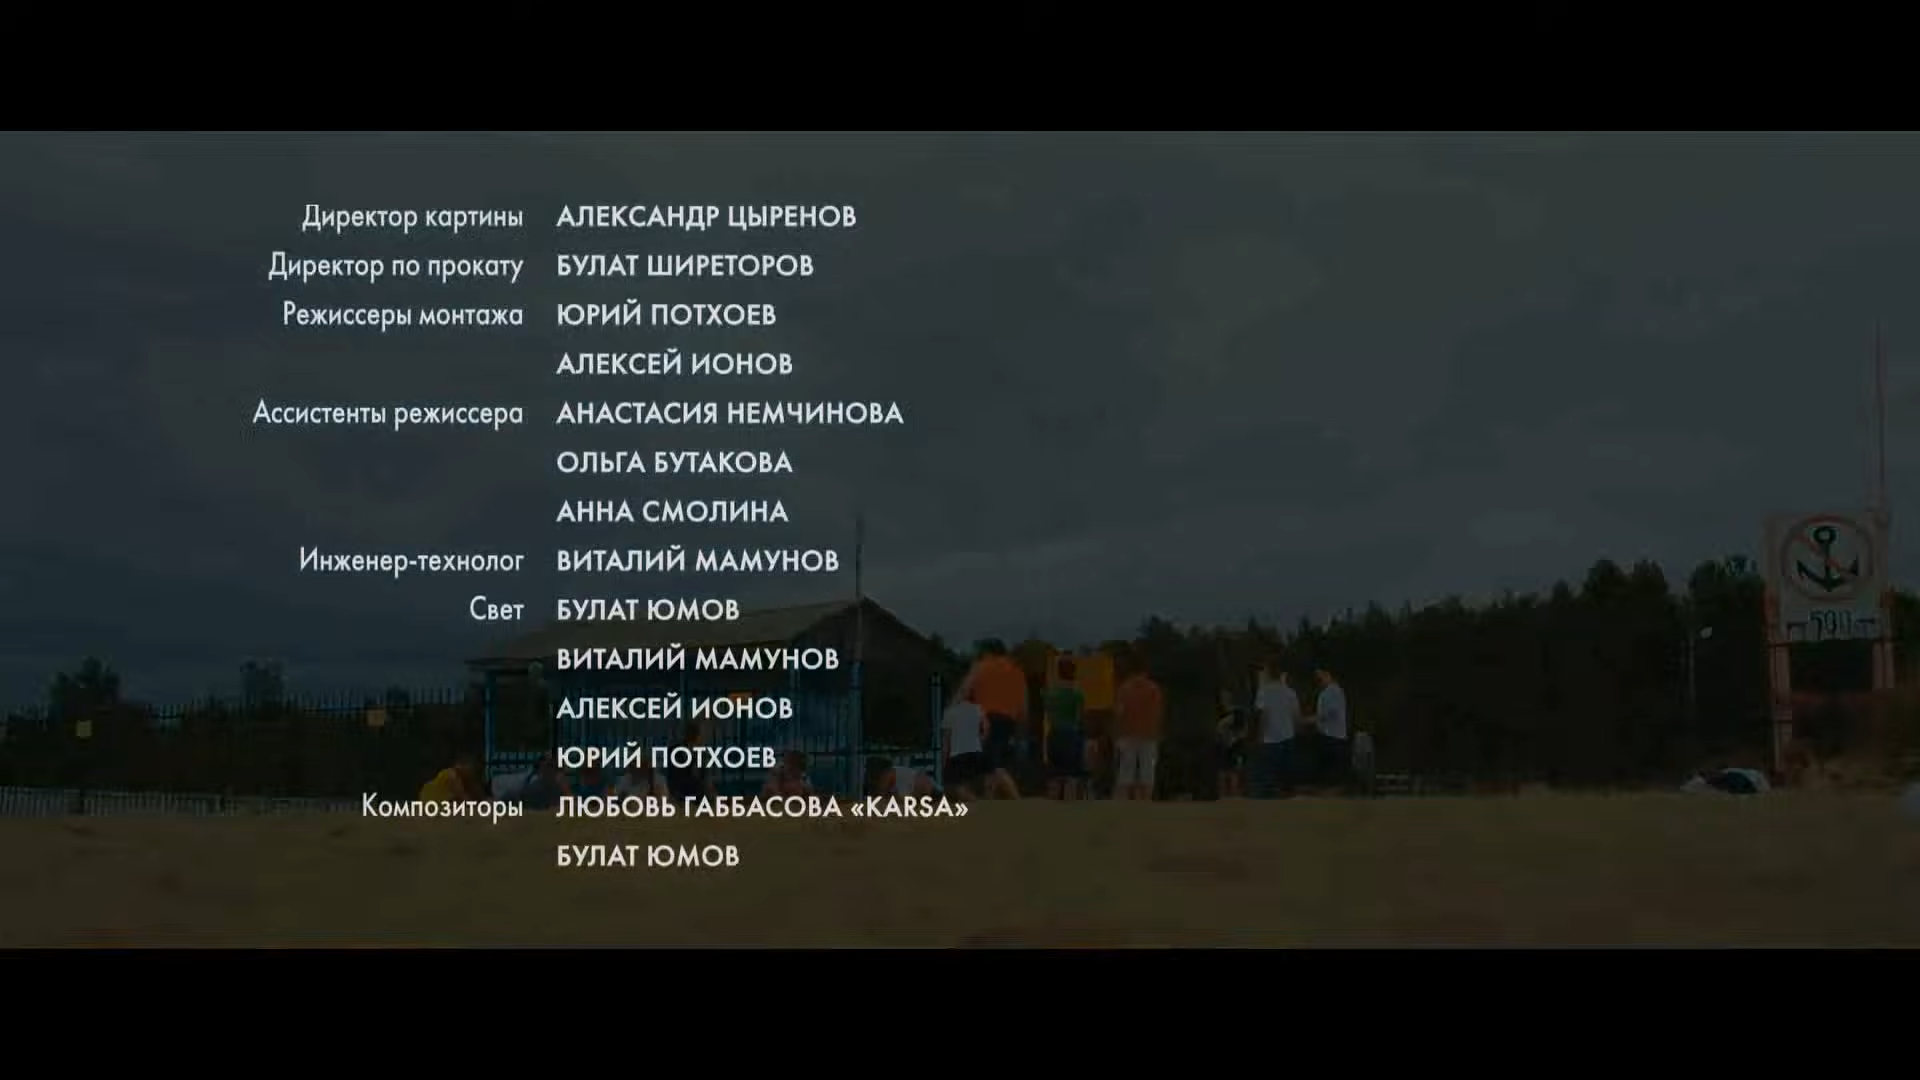 Директор картины АЛЕКСАНДР ЦЫРЕНОВ
Директор по прокату БУЛАТ ШИРЕТОРОВ
Режиссеры монтажа ЮРИЙ ПОТХОЕВ
АЛЕКСЕЙ ИОНОВ
Ассистенты режиссера АНАСТАСИЯ НЕМЧИНОВА
ОЛЬГА БУТАКОВА
АННА СМОЛИНА
Инженер-технолог ВИТАЛИЙ МАМУНОВ
Свет БУЛАТ ЮМОВ
ВИТАЛИЙ МАМУНОВ
АЛЕКСЕЙ ИОНОВ
ЮРИЙ ПОТХОЕВ
Композиторы ЛЮБОВЬ ГАББАСОВА «KARSA»
БУЛАТ ЮМОВ
500